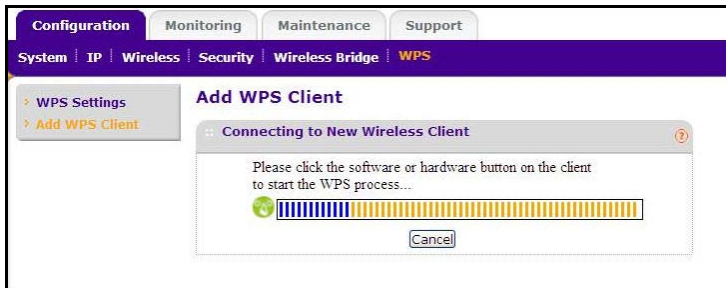 Configuration
Monitoring
Maintenance
Support
System
IP
Wireless
Security
Wireless Bridge
WPS
WPS Settings
Add WPS Client
Add WPS Client
Connecting to New Wireless Client
?
Please click the software or hardware button on the client
to start the WPS process...
Cancel